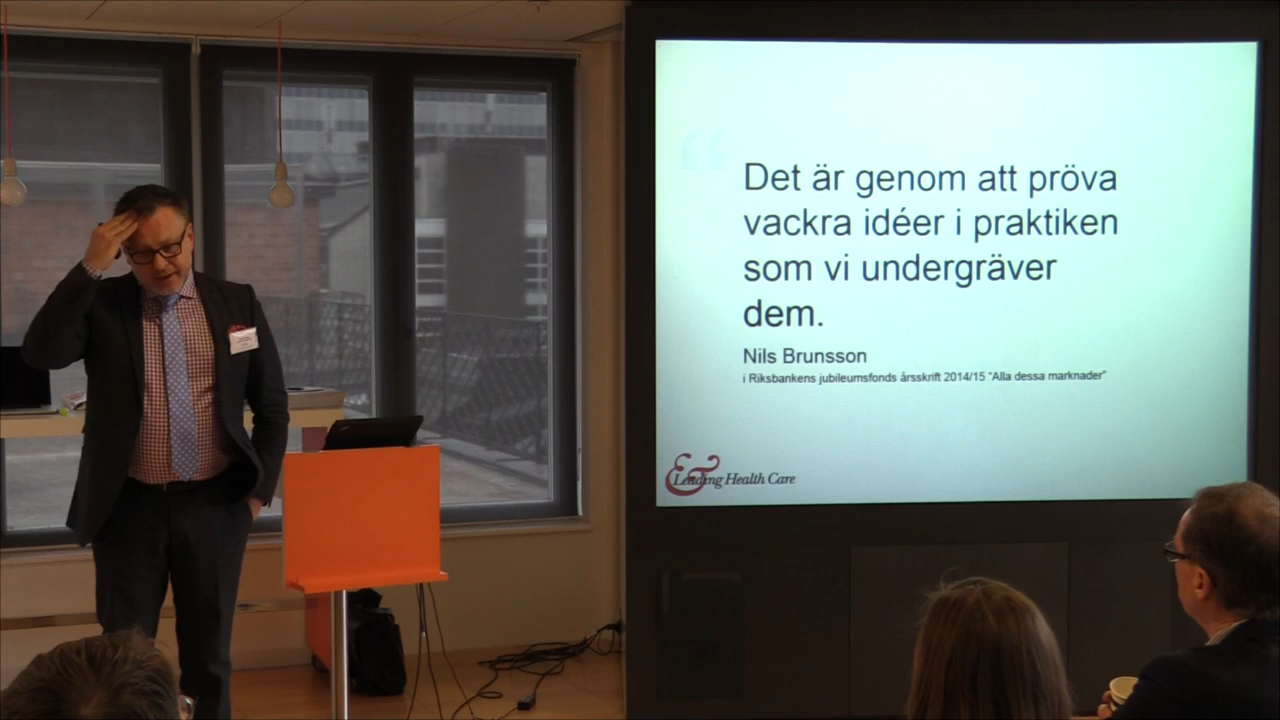 “
Det är genom att pröva
vackra idéer i praktiken
som vi undergräver
dem.
Nils Brunsson
i Riksbankens jubileumsfonds årsskrift 2014/15 ”Alla dessa marknader”
& Leading Health Care